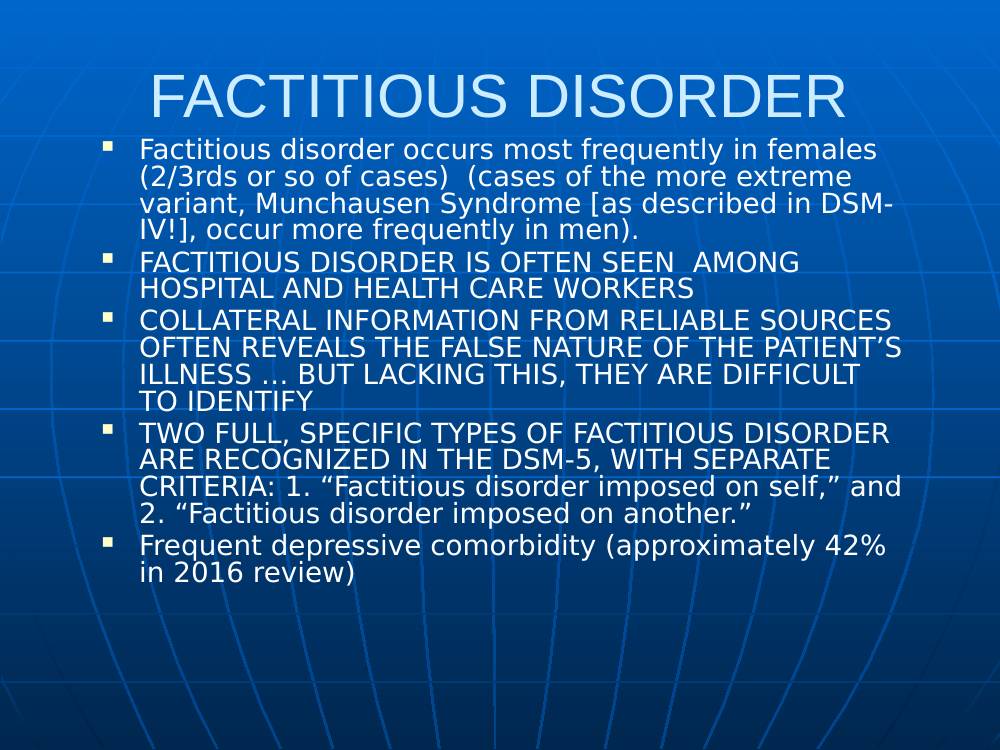 FACTITIOUS DISORDER
▪ Factitious disorder occurs most frequently in females
(2/3rds or so of cases)  (cases of the more extreme
variant, Munchausen Syndrome [as described in DSM-
IV!], occur more frequently in men).
▪ FACTITIOUS DISORDER IS OFTEN SEEN  AMONG
HOSPITAL AND HEALTH CARE WORKERS
▪ COLLATERAL INFORMATION FROM RELIABLE SOURCES
OFTEN REVEALS THE FALSE NATURE OF THE PATIENT’S
ILLNESS … BUT LACKING THIS, THEY ARE DIFFICULT
TO IDENTIFY
▪ TWO FULL, SPECIFIC TYPES OF FACTITIOUS DISORDER
ARE RECOGNIZED IN THE DSM-5, WITH SEPARATE
CRITERIA: 1. “Factitious disorder imposed on self,” and
2. “Factitious disorder imposed on another.”
▪ Frequent depressive comorbidity (approximately 42%
in 2016 review)